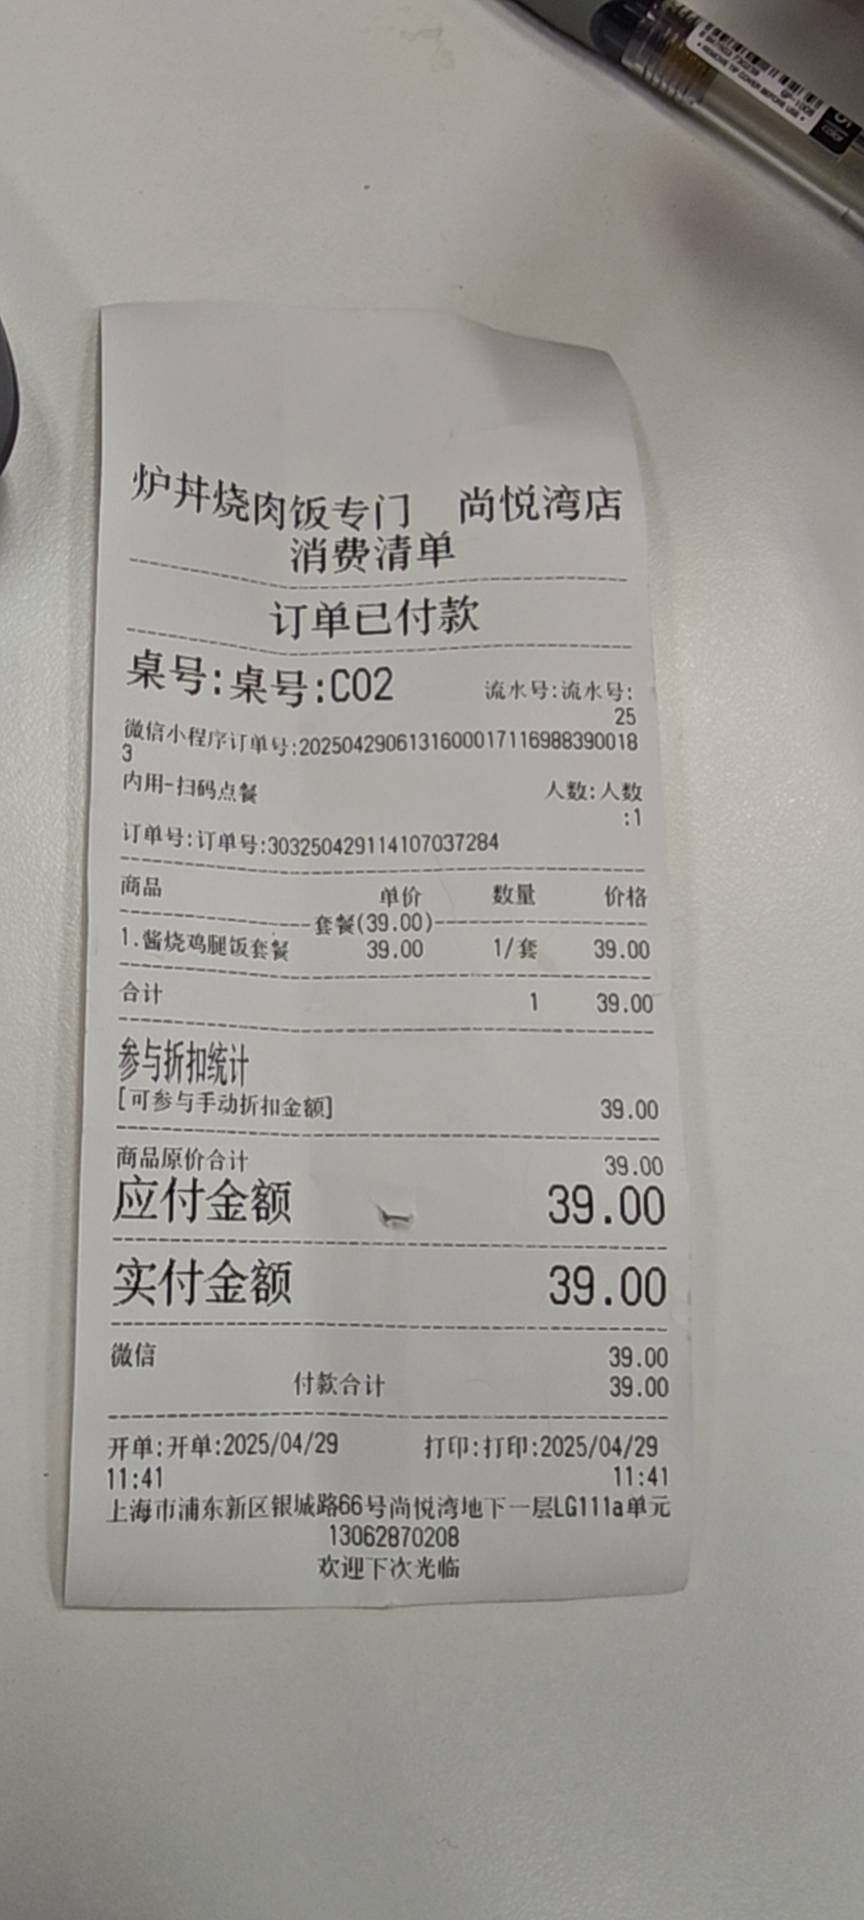 炉丼烧肉饭专门 尚悦湾店
消费清单
订单已付款
桌号:桌号:C02 流水号:流水号:
25
微信小程序订单号:2025042906131600017116988390018
3
内用-扫码点餐 人数:人数
:1
订单号:订单号:303250429114107037284
商品 单价 数量 价格
套餐(39.00)
1.酱烧鸡腿饭套餐 39.00 1/套 39.00
合计 1 39.00
参与折扣统计
[可参与手动折扣金额] 39.00
商品原价合计 39.00
应付金额 39.00
实付金额 39.00
微信 39.00
付款合计 39.00
开单:开单:2025/04/29 打印:打印:2025/04/29
11:41 11:41
上海市浦东新区银城路66号尚悦湾地下一层LG111a单元
13062870208
欢迎下次光临